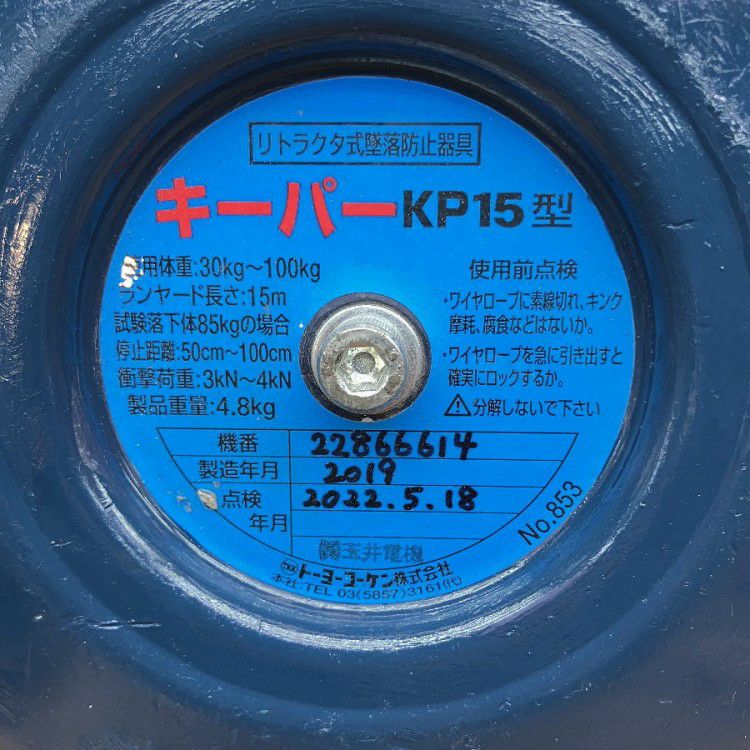 リトラクタ式墜落防止器具
キーパーKP15型
用体重:30kg～100kg
ランヤード長さ:15m
試験落下体85kgの場合
停止距離:50cm～100cm
衝撃荷重:3kN～4kN
製品重量:4.8kg
使用前点検
・ワイヤロープに素線切れ、キンク
摩耗、腐食などはないか。
・ワイヤロープを急に引き出すと
確実にロックするか。
⚠分解しないで下さい
機番 22866614
製造年月 2019
点検 2022.5.18
年月
No.853
㈱玉井電機
トーヨーコーケン株式会社
本社:TEL 03(5857)3161(代)